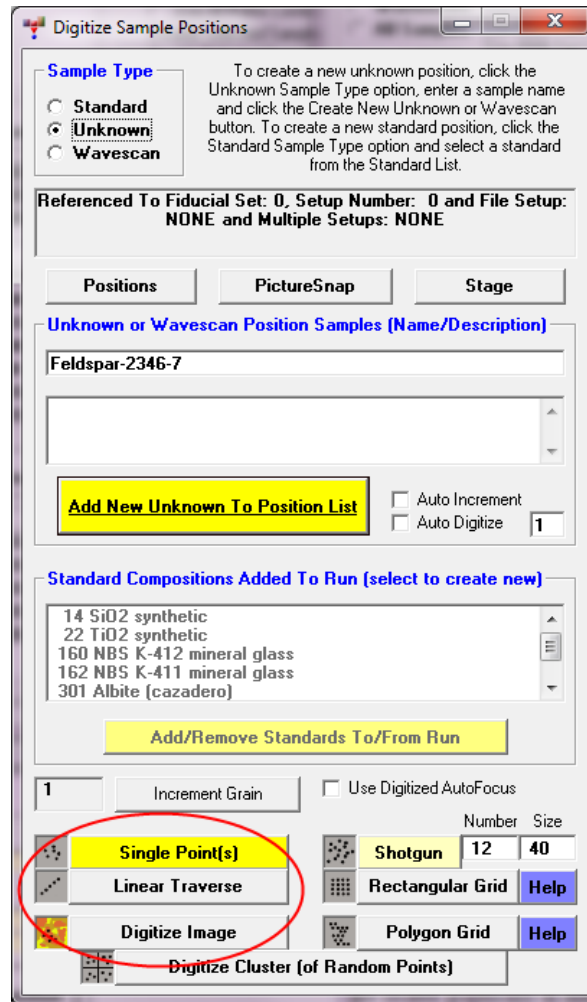 Digitize Sample Positions
Sample Type
Standard
Unknown
Wavescan
To create a new unknown position, click the
Unknown Sample Type option, enter a sample name
and click the Create New Unknown or Wavescan
button. To create a new standard position, click the
Standard Sample Type option and select a standard
from the Standard List.
Referenced To Fiducial Set: 0, Setup Number:  0 and File Setup:
NONE and Multiple Setups: NONE
Positions PictureSnap Stage
Unknown or Wavescan Position Samples (Name/Description)
Feldspar-2346-7
Add New Unknown To Position List
Auto Increment
Auto Digitize 1
Standard Compositions Added To Run (select to create new)
14 SiO2 synthetic
22 TiO2 synthetic
160 NBS K-412 mineral glass
162 NBS K-411 mineral glass
301 Albite (cazadero)
Add/Remove Standards To/From Run
1 Increment Grain Use Digitized AutoFocus
Number Size
Single Point(s) Shotgun 12 40
Linear Traverse Rectangular Grid Help
Digitize Image Polygon Grid Help
Digitize Cluster (of Random Points)